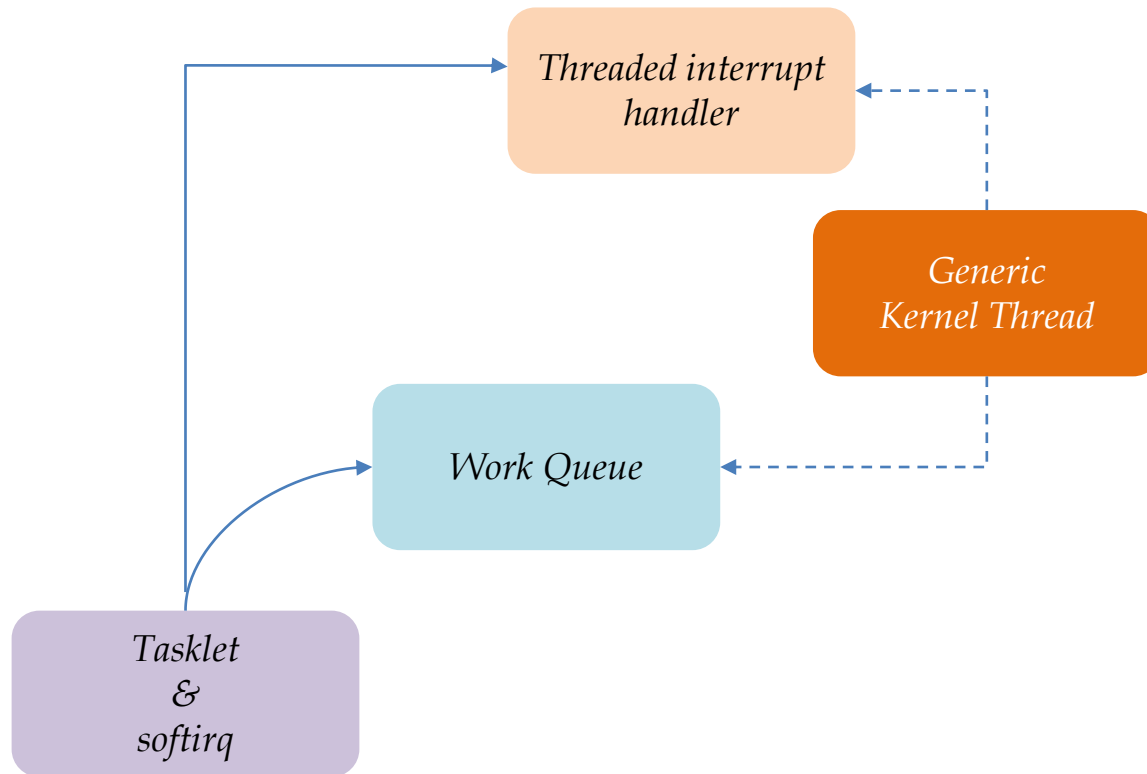 Threaded interrupt
handler
Generic
Kernel Thread
Work Queue
Tasklet
&
softirq